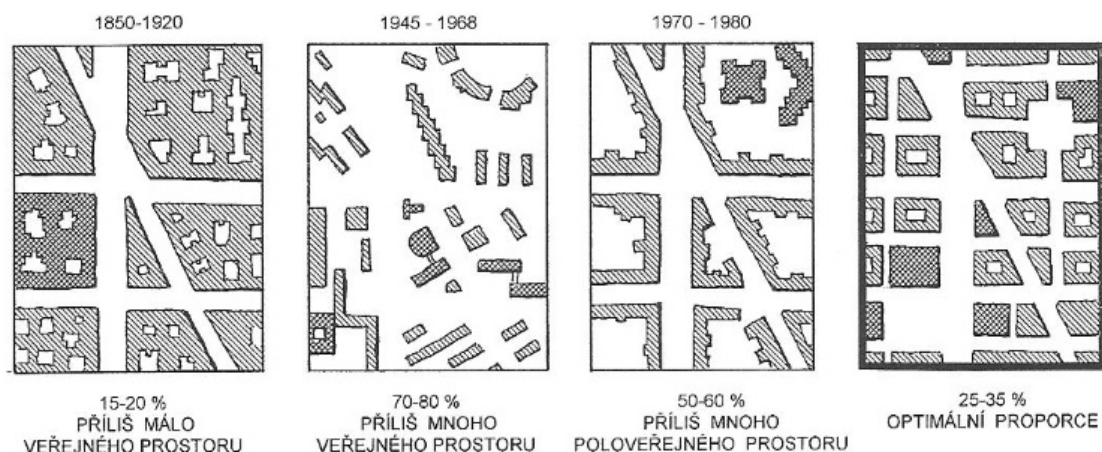 1850-1920
1945 - 1968
1970 - 1980
15-20 %
PŘÍLIŠ MÁLO
VEŘEJNÉHO PROSTORU
70-80 %
PŘÍLIŠ MNOHO
VEŘEJNÉHO PROSTORU
50-60 %
PŘÍLIŠ MNOHO
POLOVEŘEJNÉHO PROSTORU
25-35 %
OPTIMÁLNÍ PROPORCE